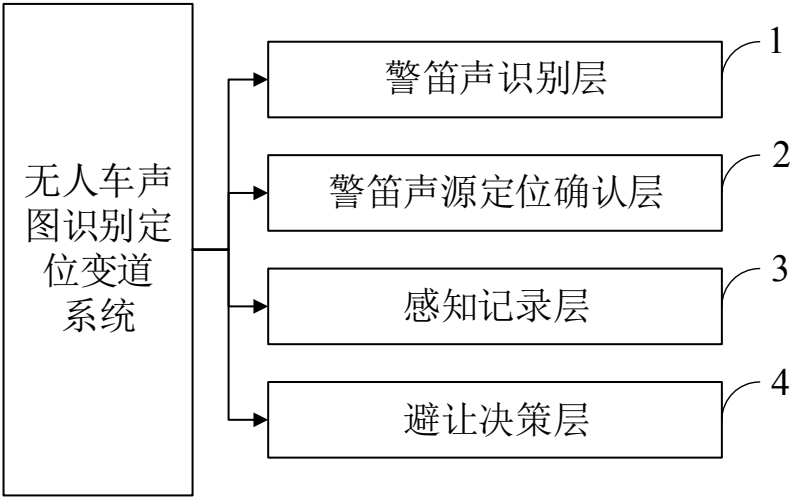 无人车声
图识别定
位变道
系统
警笛声识别层
1
警笛声源定位确认层
2
感知记录层
3
避让决策层
4